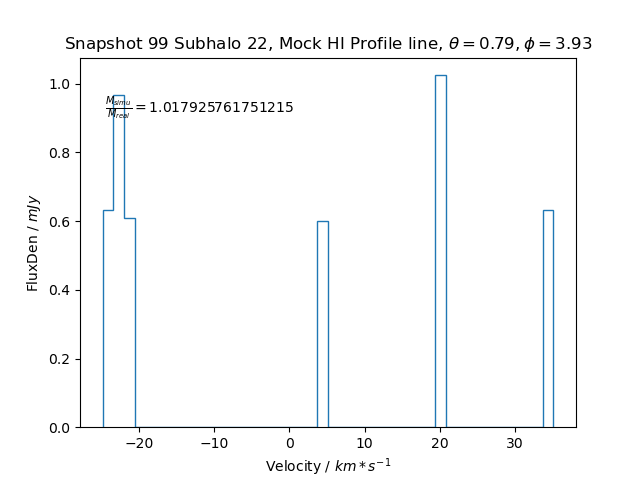 Snapshot 99 Subhalo 22, Mock HI Profile line, θ = 0.79, ϕ = 3.93
M_simu/M_real = 1.017925761751215
1.0
0.8
0.6
0.4
0.2
0.0
FluxDen / mJy
−20 −10 0 10 20 30
Velocity / km * s⁻¹